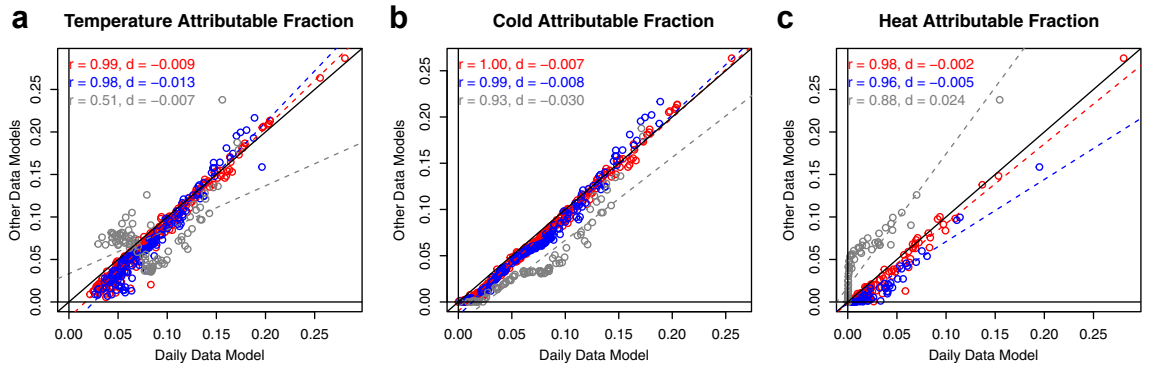 a
Temperature Attributable Fraction
r = 0.99, d = −0.009
r = 0.98, d = −0.013
r = 0.51, d = −0.007
Other Data Models
0.00
0.05
0.10
0.15
0.20
0.25
0.00 0.05 0.10 0.15 0.20 0.25
Daily Data Model
b
Cold Attributable Fraction
r = 1.00, d = −0.007
r = 0.99, d = −0.008
r = 0.93, d = −0.030
Other Data Models
0.00
0.05
0.10
0.15
0.20
0.25
0.00 0.05 0.10 0.15 0.20 0.25
Daily Data Model
c
Heat Attributable Fraction
r = 0.98, d = −0.002
r = 0.96, d = −0.005
r = 0.88, d = 0.024
Other Data Models
0.00
0.05
0.10
0.15
0.20
0.25
0.00 0.05 0.10 0.15 0.20 0.25
Daily Data Model